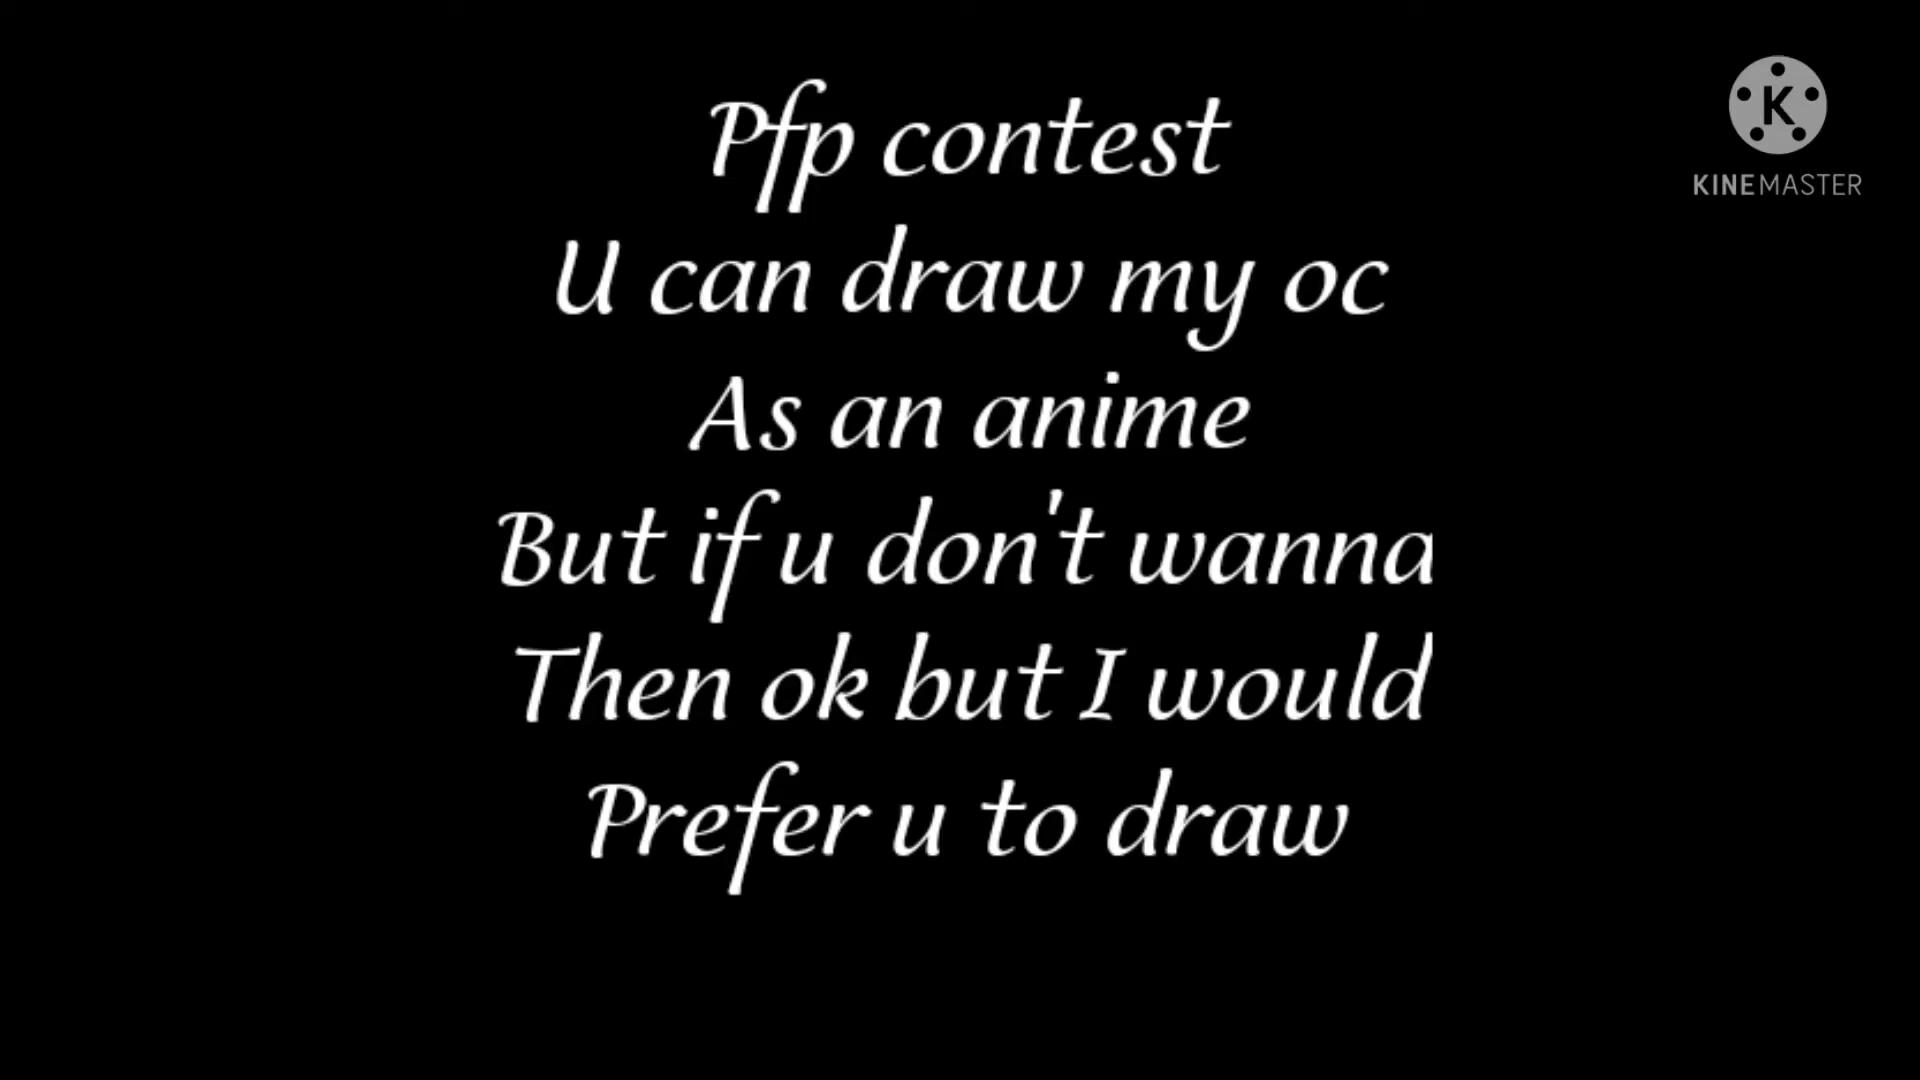 Pfp contest
U can draw my oc
As an anime
But if u don't wanna
Then ok but I would
Prefer u to draw
K
KINEMASTER